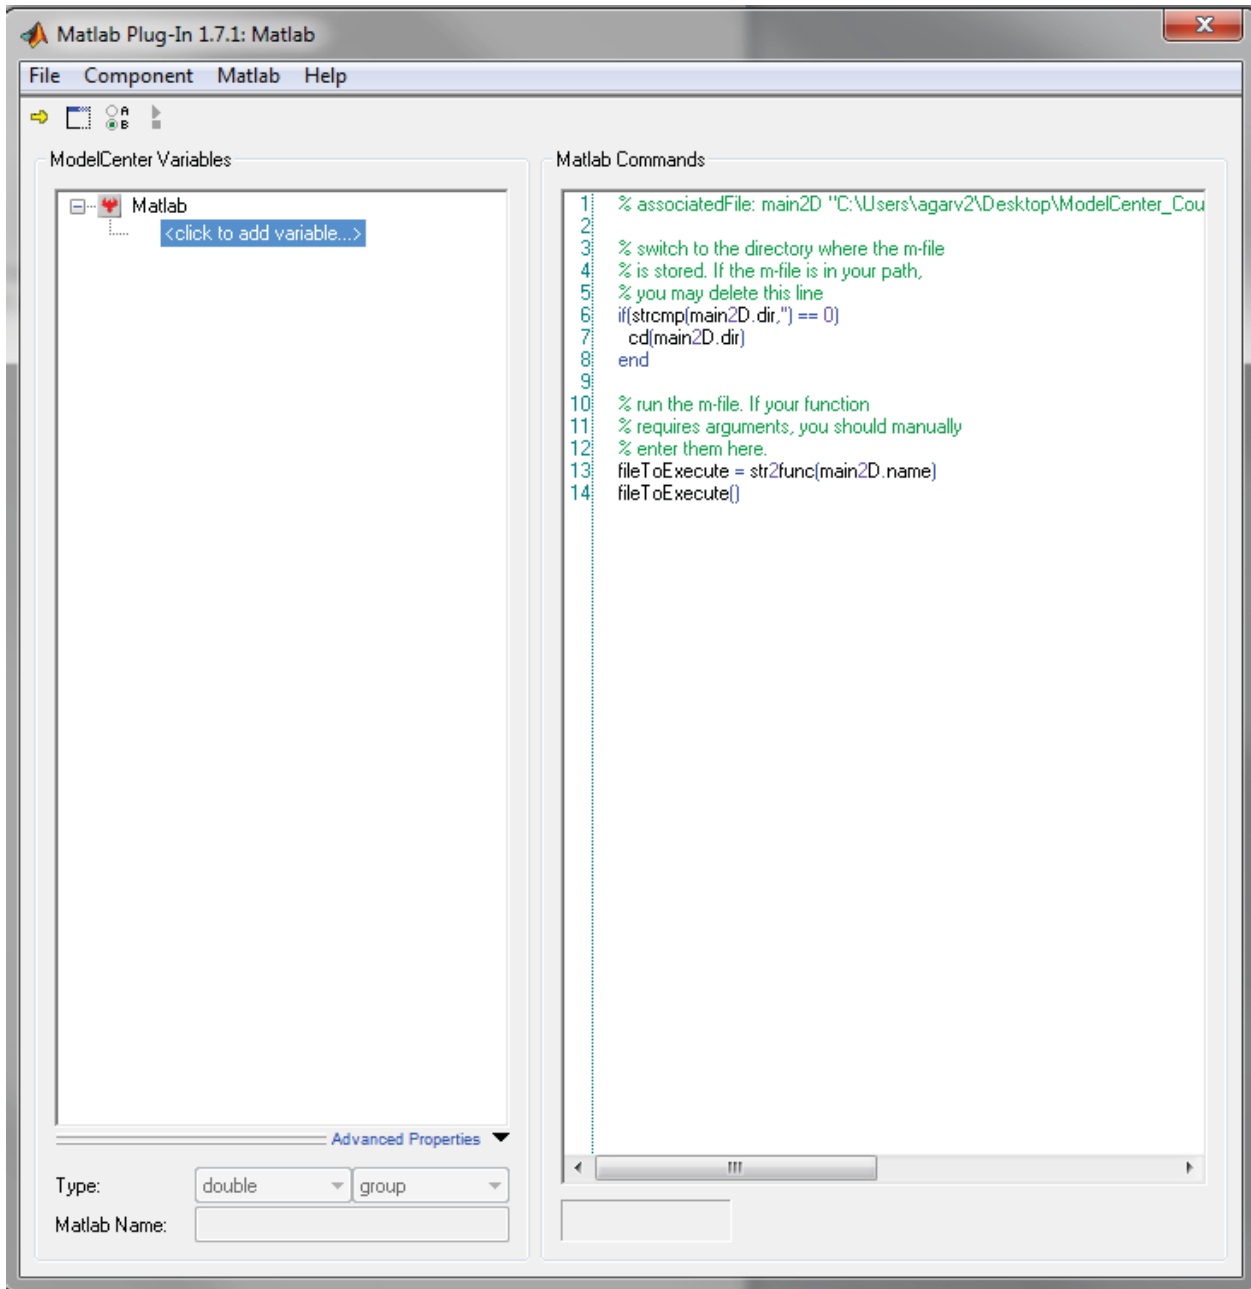 Matlab Plug-In 1.7.1: Matlab
File Component Matlab Help
A
B
ModelCenter Variables
Matlab
<click to add variable...>
Advanced Properties
Type: double group
Matlab Name:
Matlab Commands
1 % associatedFile: main2D "C:\Users\agarv2\Desktop\ModelCenter_Cou
2
3 % switch to the directory where the m-file
4 % is stored. If the m-file is in your path,
5 % you may delete this line
6 if(strcmp(main2D.dir,'') == 0)
7 cd(main2D.dir)
8 end
9
10 % run the m-file. If your function
11 % requires arguments, you should manually
12 % enter them here.
13 fileToExecute = str2func(main2D.name)
14 fileToExecute()